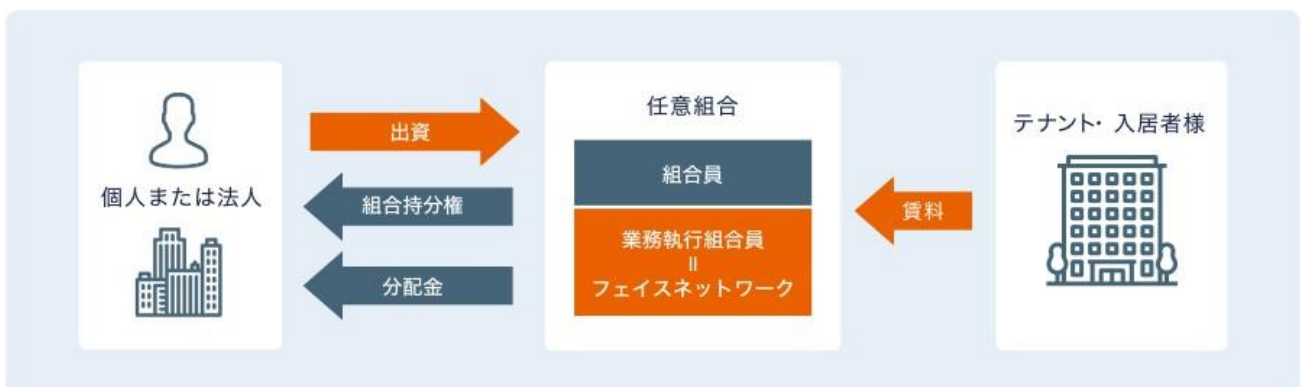 個人または法人
出資
組合持分権
分配金
任意組合
組合員
業務執行組合員
=
フェイスネットワーク
賃料
テナント・入居者様